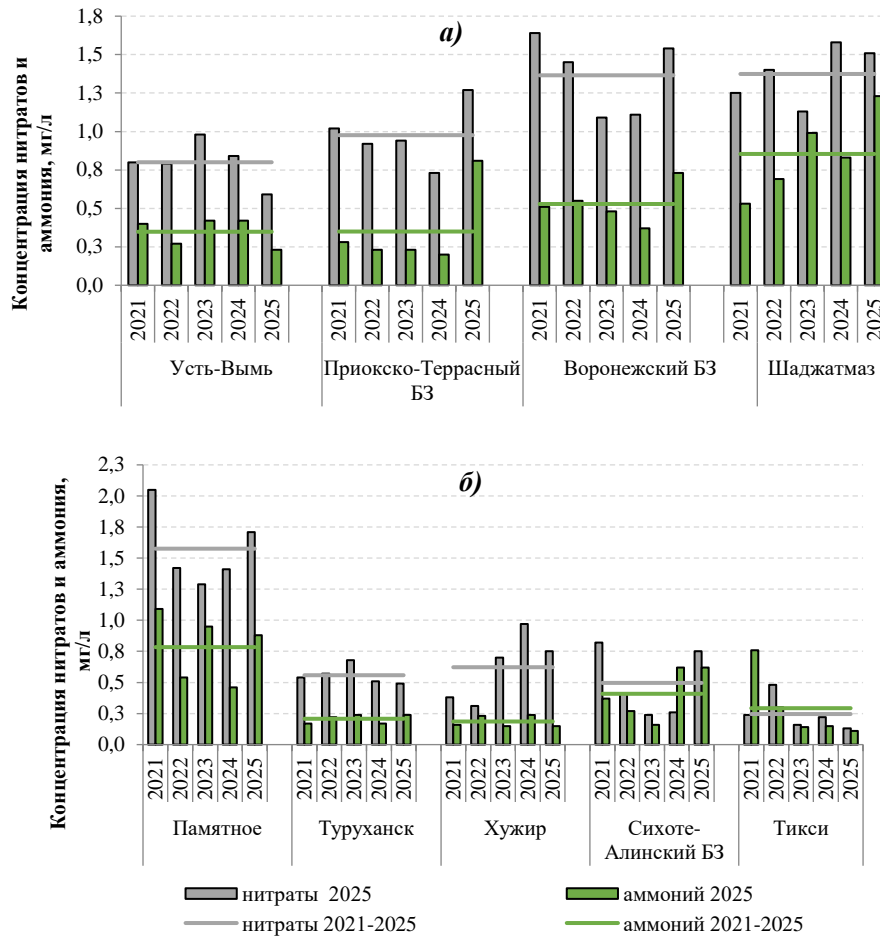 а)
Концентрация нитратов и
аммония, мг/л
1,8
1,5
1,3
1,0
0,8
0,5
0,3
0,0
2021 2022 2023 2024 2025 2021 2022 2023 2024 2025 2021 2022 2023 2024 2025 2021 2022 2023 2024 2025
Усть-Вымь Приокско-Террасный Воронежский БЗ Шаджатмаз
БЗ
б)
Концентрация нитратов и аммония,
мг/л
2,3
2,0
1,8
1,5
1,3
1,0
0,8
0,5
0,3
0,0
2021 2022 2023 2024 2025 2021 2022 2023 2024 2025 2021 2022 2023 2024 2025 2021 2022 2023 2024 2025 2021 2022 2023 2024 2025
Памятное Туруханск Хужир Сихоте- Тикси
Алинский БЗ
нитраты 2025 аммоний 2025
нитраты 2021-2025 аммоний 2021-2025